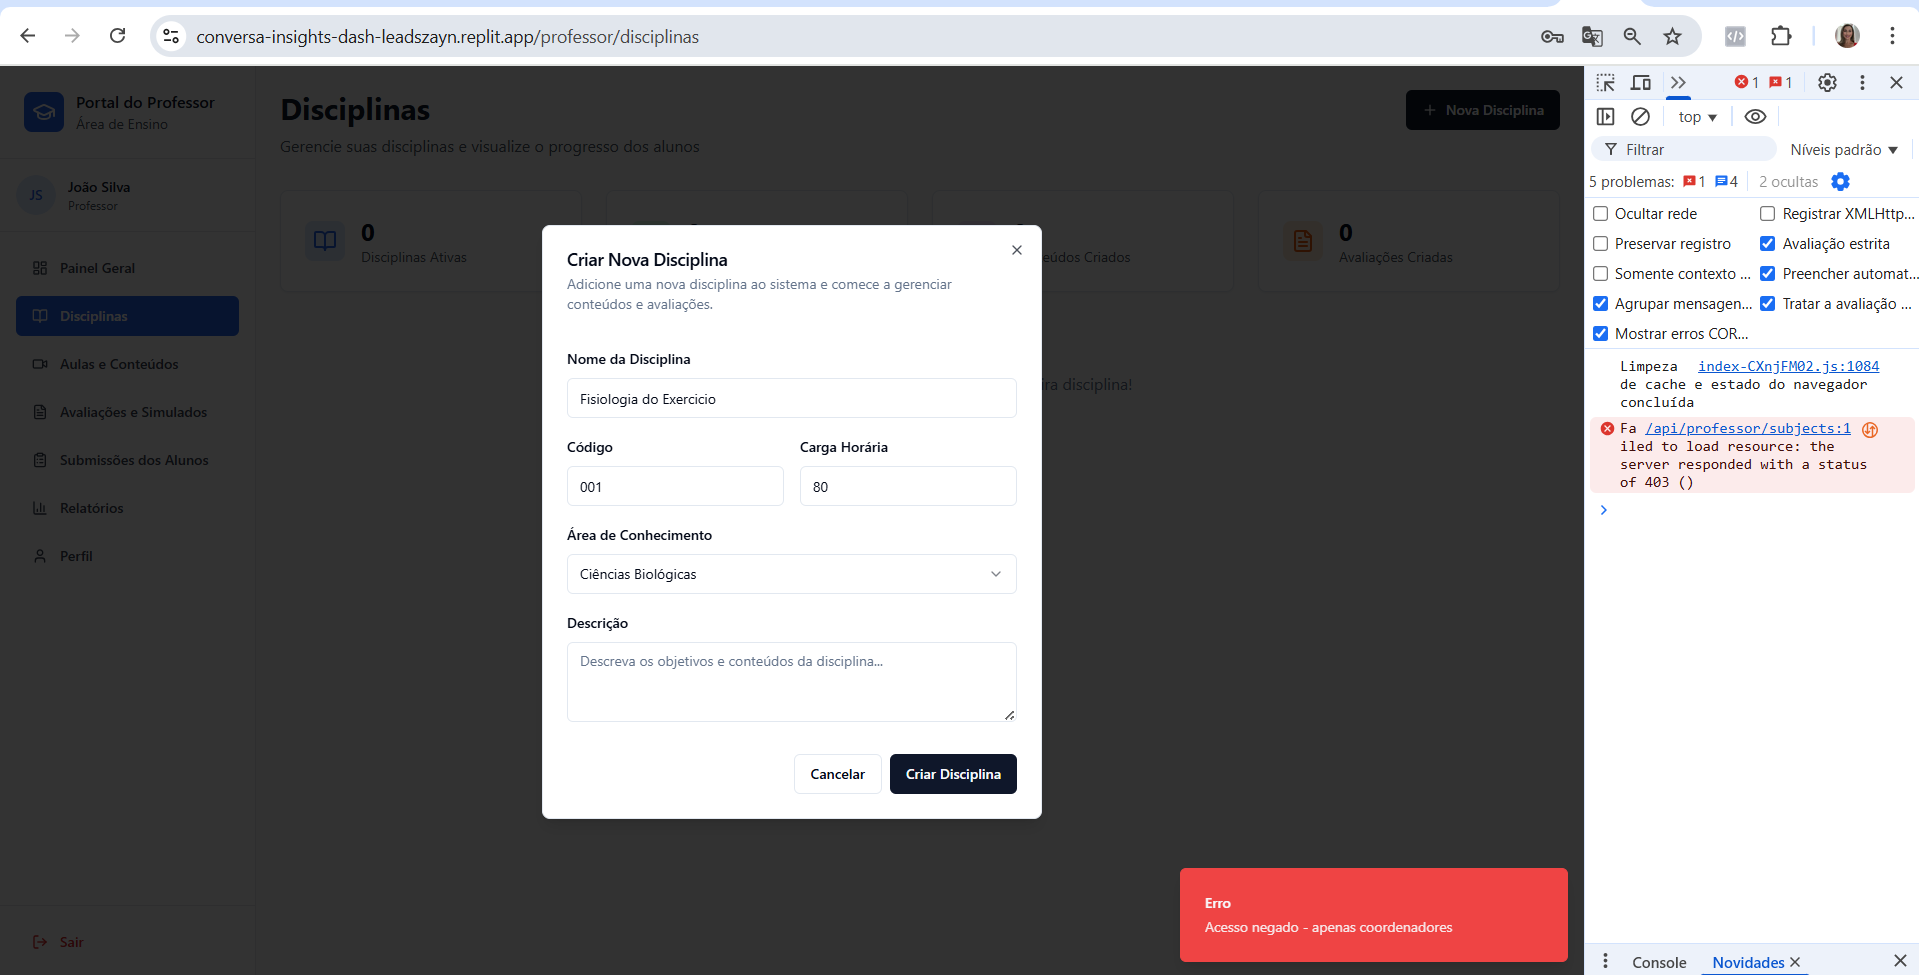 conversa-insights-dash-leadszayn.replit.app/professor/disciplinas
Portal do Professor
Área de Ensino
JS
João Silva
Professor
Painel Geral
Disciplinas
Aulas e Conteúdos
Avaliações e Simulados
Submissões dos Alunos
Relatórios
Perfil
Sair
Disciplinas
Gerencie suas disciplinas e visualize o progresso dos alunos
Nova Disciplina
0
Disciplinas Ativas
eúdos Criados
0
Avaliações Criadas
ira disciplina!
Criar Nova Disciplina
Adicione uma nova disciplina ao sistema e comece a gerenciar
conteúdos e avaliações.
Nome da Disciplina
Fisiologia do Exercicio
Código
Carga Horária
001
80
Área de Conhecimento
Ciências Biológicas
Descrição
Descreva os objetivos e conteúdos da disciplina...
Cancelar
Criar Disciplina
Erro
Acesso negado - apenas coordenadores
1 1
top
Filtrar
Níveis padrão
5 problemas: 1 4 2 ocultas
Ocultar rede
Registrar XMLHttp...
Preservar registro
Avaliação estrita
Somente contexto ...
Preencher automat...
Agrupar mensagen...
Tratar a avaliação ...
Mostrar erros COR...
Limpeza index-CXnjFM02.js:1084
de cache e estado do navegador
concluída
Fa /api/professor/subjects:1
iled to load resource: the
server responded with a status
of 403 ()
Console
Novidades